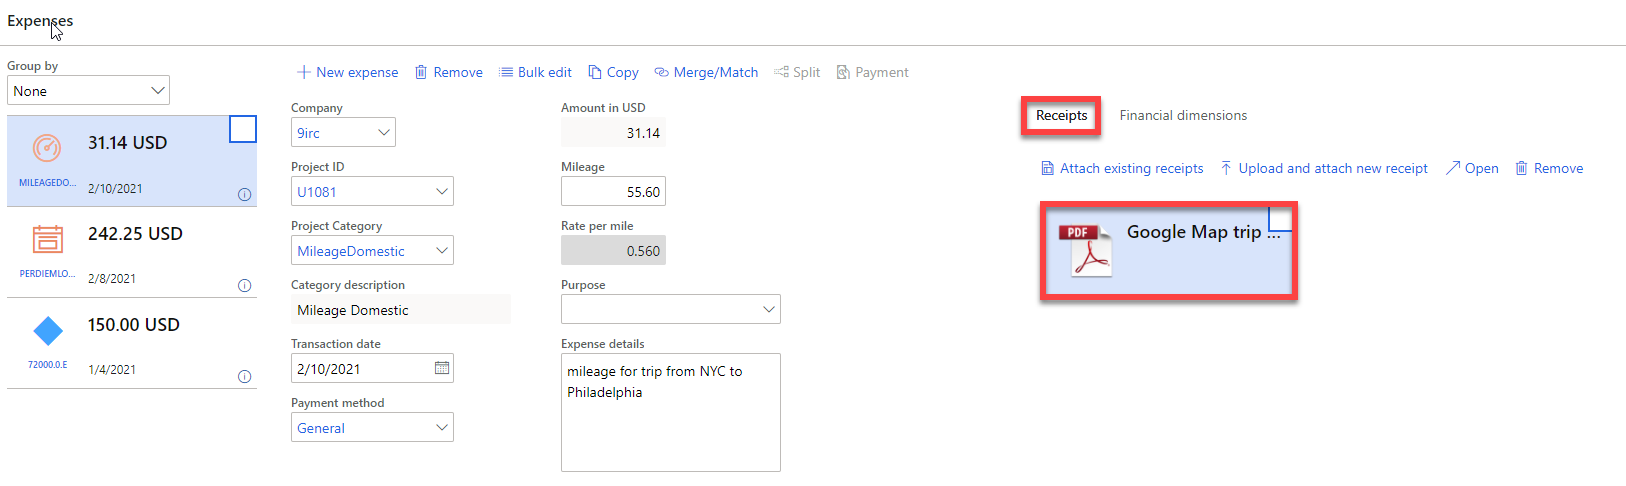 Expenses
Group by
None
31.14 USD
MILEAGEDO...
2/10/2021
242.25 USD
PERDIEMLO...
2/8/2021
150.00 USD
72000.0.E
1/4/2021
New expense
Remove
Bulk edit
Copy
Merge/Match
Split
Payment
Company
9irc
Project ID
U1081
Project Category
MileageDomestic
Category description
Mileage Domestic
Transaction date
2/10/2021
Payment method
General
Amount in USD
31.14
Mileage
55.60
Rate per mile
0.560
Purpose
Expense details
mileage for trip from NYC to
Philadelphia
Receipts
Financial dimensions
Attach existing receipts
Upload and attach new receipt
Open
Remove
PDF
Google Map trip ...